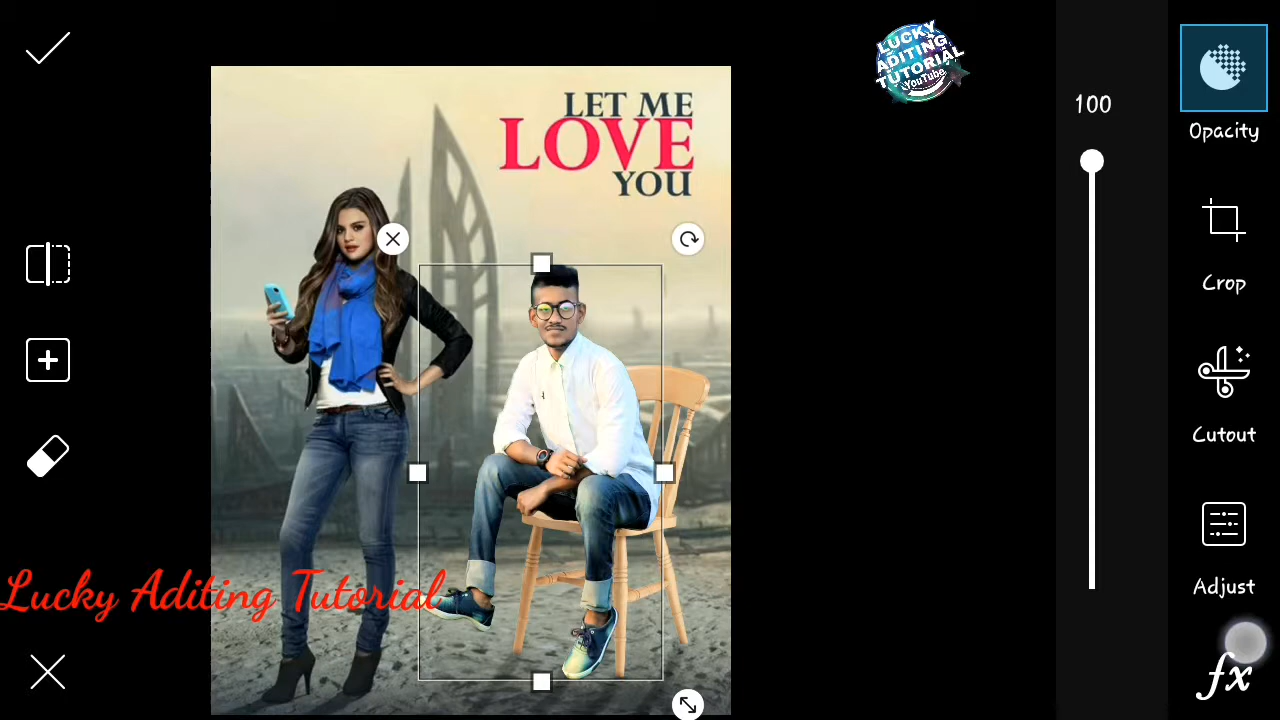 LUCKY
ADITING
TUTORIAL
YouTube
100
Opacity
LET ME
LOVE
YOU
Crop
Cutout
Adjust
Lucky Aditing Tutorial
fx